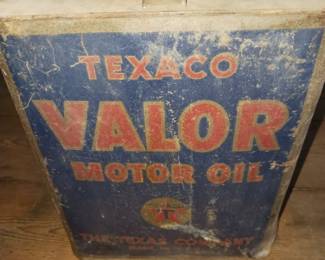 TEXACO
VALOR
MOTOR OIL
THE TEXAS COMPANY